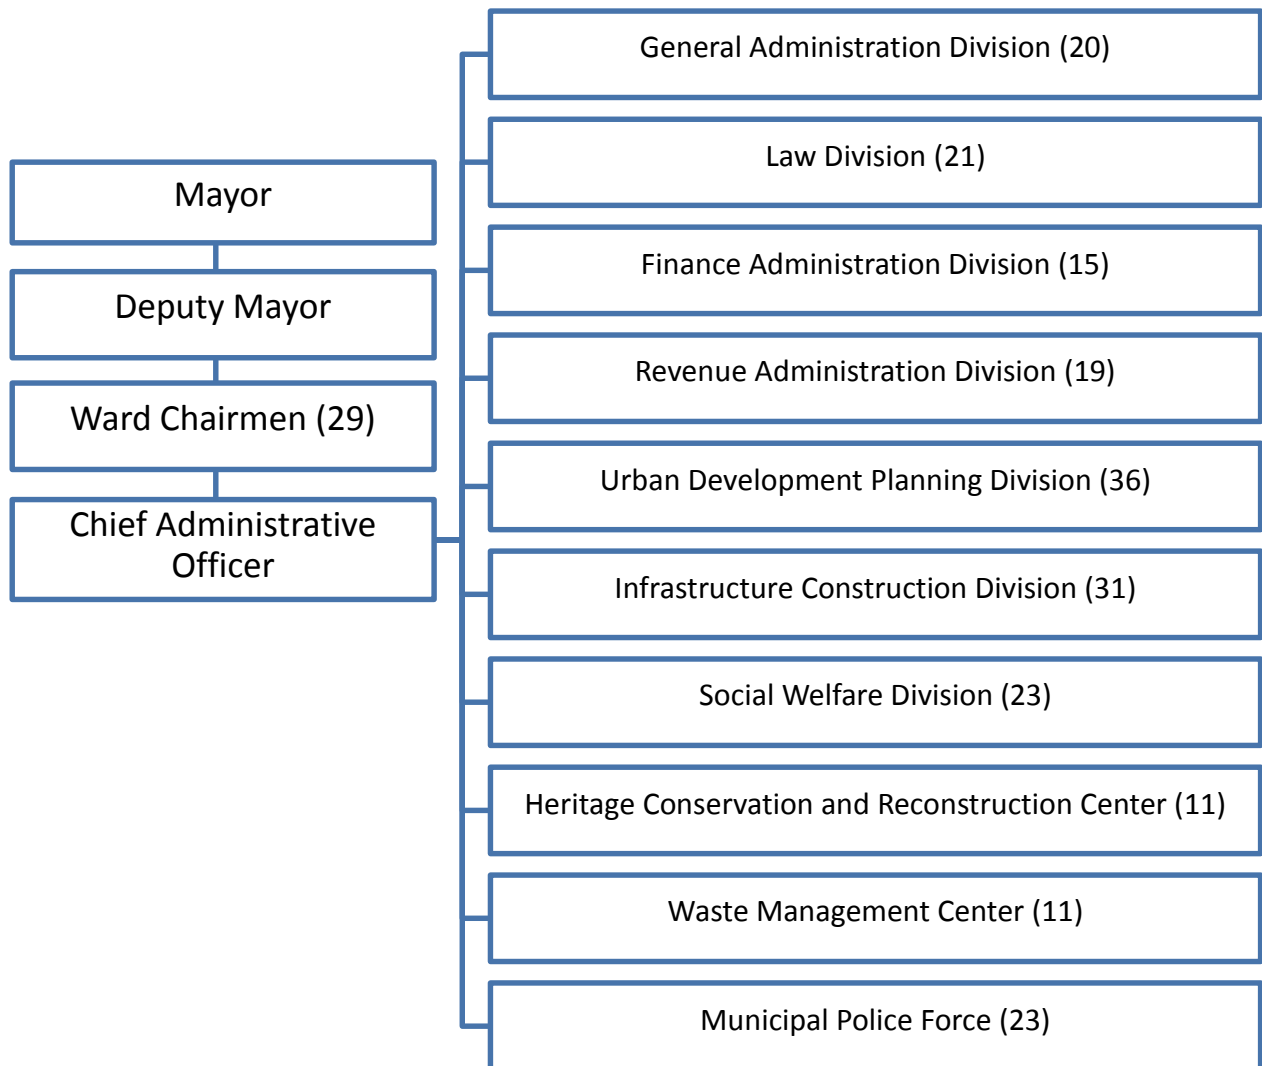 Mayor
Deputy Mayor
Ward Chairmen (29)
Chief Administrative
Officer
General Administration Division (20)
Law Division (21)
Finance Administration Division (15)
Revenue Administration Division (19)
Urban Development Planning Division (36)
Infrastructure Construction Division (31)
Social Welfare Division (23)
Heritage Conservation and Reconstruction Center (11)
Waste Management Center (11)
Municipal Police Force (23)